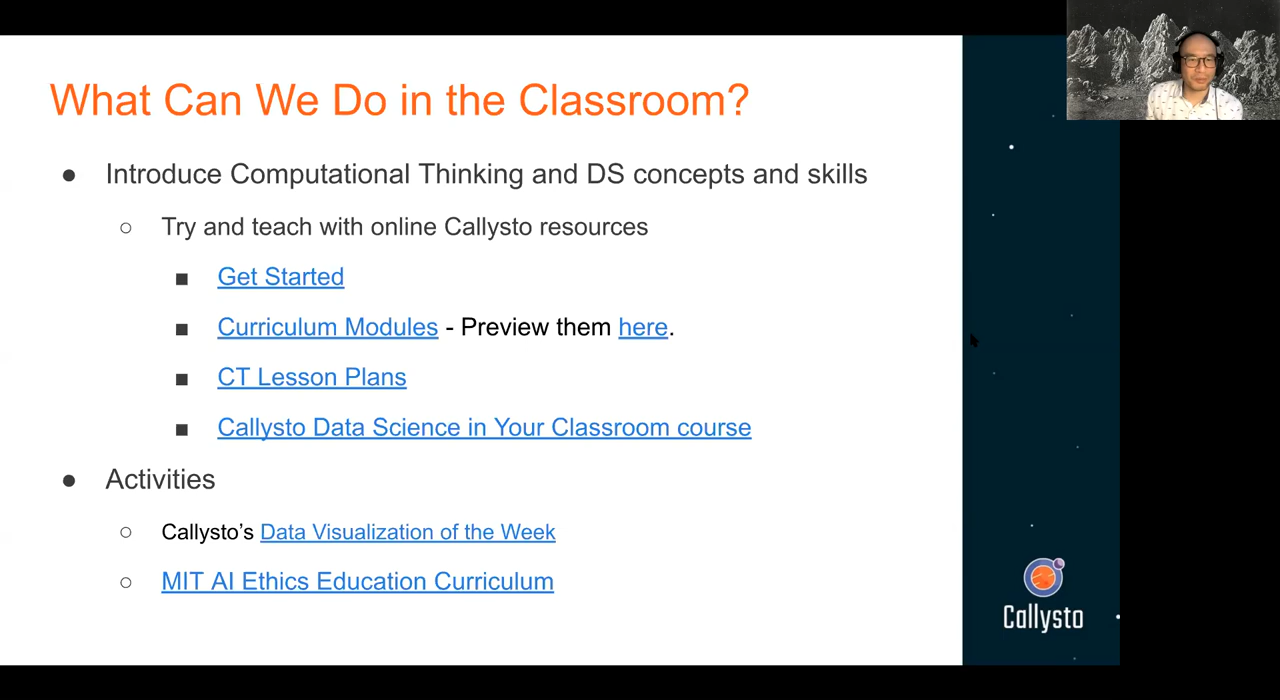 What Can We Do in the Classroom?
● Introduce Computational Thinking and DS concepts and skills
○ Try and teach with online Callysto resources
■ Get Started
■ Curriculum Modules - Preview them here.
■ CT Lesson Plans
■ Callysto Data Science in Your Classroom course
● Activities
○ Callysto’s Data Visualization of the Week
○ MIT AI Ethics Education Curriculum
Callysto